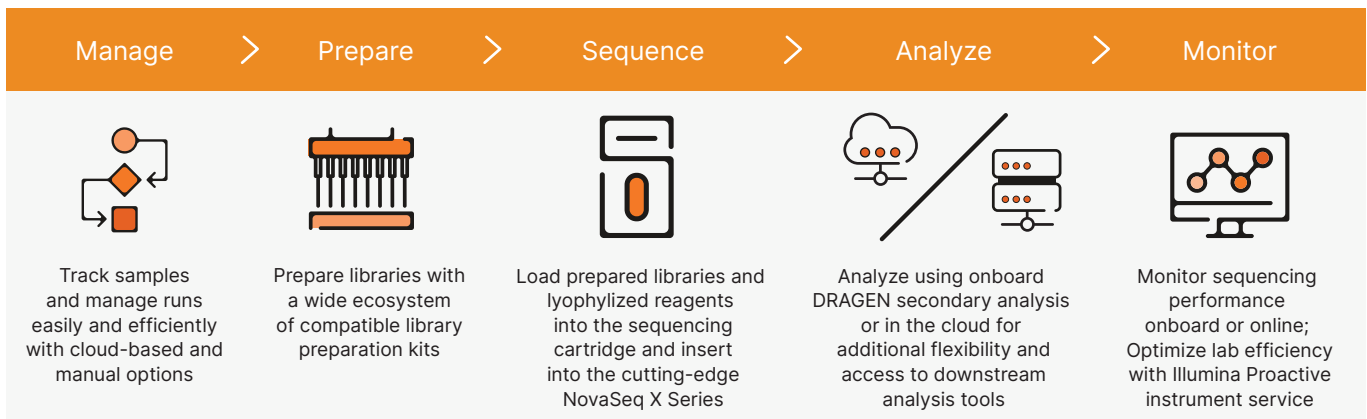 Manage
Prepare
Sequence
Analyze
Monitor
Track samples
and manage runs
easily and efficiently
with cloud-based and
manual options
Prepare libraries with
a wide ecosystem
of compatible library
preparation kits
Load prepared libraries and
lyophylized reagents
into the sequencing
cartridge and insert
into the cutting-edge
NovaSeq X Series
Analyze using onboard
DRAGEN secondary analysis
or in the cloud for
additional flexibility and
access to downstream
analysis tools
Monitor sequencing
performance
onboard or online;
Optimize lab efficiency
with Illumina Proactive
instrument service